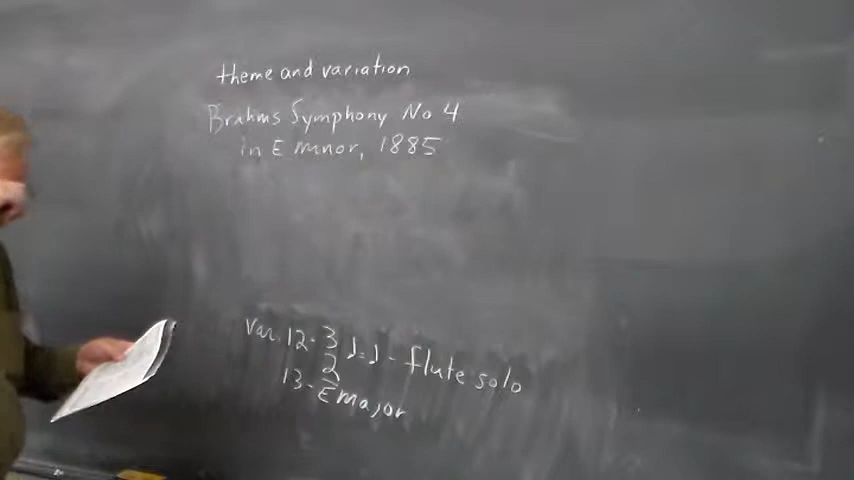 theme and variation
Brahms Symphony No 4
in E minor, 1885
Var. 12 - 3/2 ♩=♩ - flute solo
13 - E major